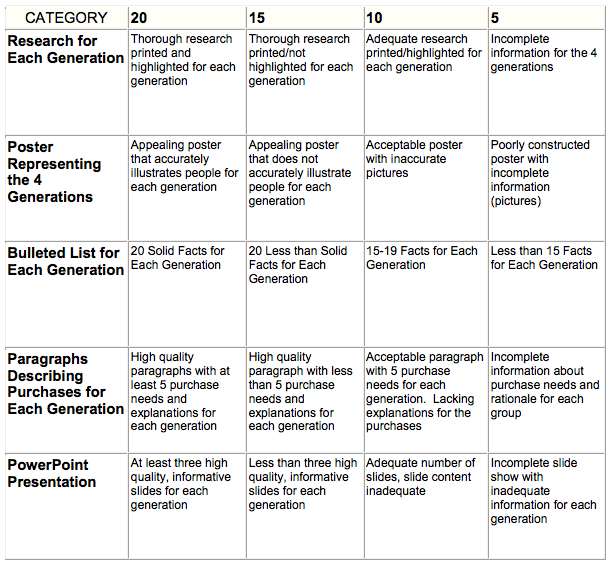 CATEGORY 20 15 10 5
Research for Each Generation
Thorough research printed and highlighted for each generation
Thorough research printed/not highlighted for each generation
Adequate research printed/highlighted for each generation
Incomplete information for the 4 generations
Poster Representing the 4 Generations
Appealing poster that accurately illustrates people for each generation
Appealing poster that does not accurately illustrate people for each generation
Acceptable poster with inaccurate pictures
Poorly constructed poster with incomplete information (pictures)
Bulleted List for Each Generation
20 Solid Facts for Each Generation
20 Less than Solid Facts for Each Generation
15-19 Facts for Each Generation
Less than 15 Facts for Each Generation
Paragraphs Describing Purchases for Each Generation
High quality paragraphs with at least 5 purchase needs and explanations for each generation
High quality paragraph with less than 5 purchase needs and explanations for each generation
Acceptable paragraph with 5 purchase needs for each generation. Lacking explanations for the purchases
Incomplete information about purchase needs and rationale for each group
PowerPoint Presentation
At least three high quality, informative slides for each generation
Less than three high quality, informative slides for each generation
Adequate number of slides, slide content inadequate
Incomplete slide show with inadequate information for each generation